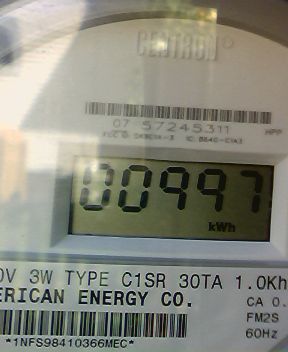 CENTRON
07 57245311
HPP
00997
kWh
0V 3W TYPE C1SR 30TA 1.0Kh
ERICAN ENERGY CO.
CA 0.
FM2S
60Hz
*1NFS98410366MEC*